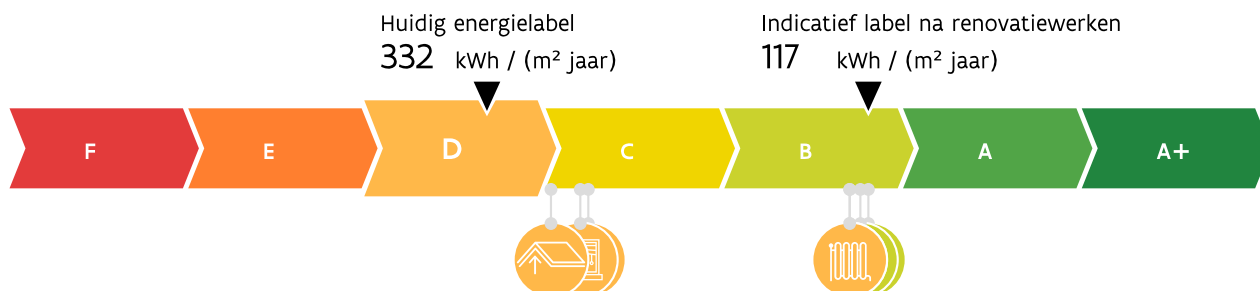 Huidig energielabel
332 kWh / (m² jaar)
Indicatief label na renovatiewerken
117 kWh / (m² jaar)
F E D C B A A+